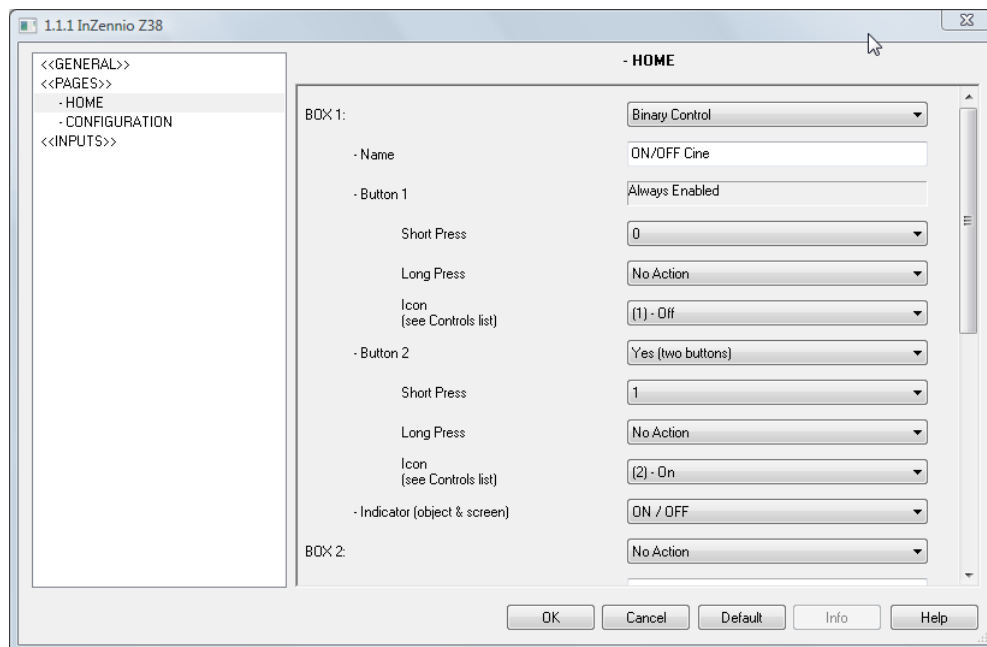 1.1.1 InZennio Z38
<<GENERAL>>
<<PAGES>>
- HOME
- CONFIGURATION
<<INPUTS>>
- HOME
BOX 1: Binary Control
- Name ON/OFF Cine
- Button 1 Always Enabled
Short Press 0
Long Press No Action
Icon
(see Controls list) (1) - Off
- Button 2 Yes (two buttons)
Short Press 1
Long Press No Action
Icon
(see Controls list) (2) - On
- Indicator (object & screen) ON / OFF
BOX 2: No Action
OK Cancel Default Info Help